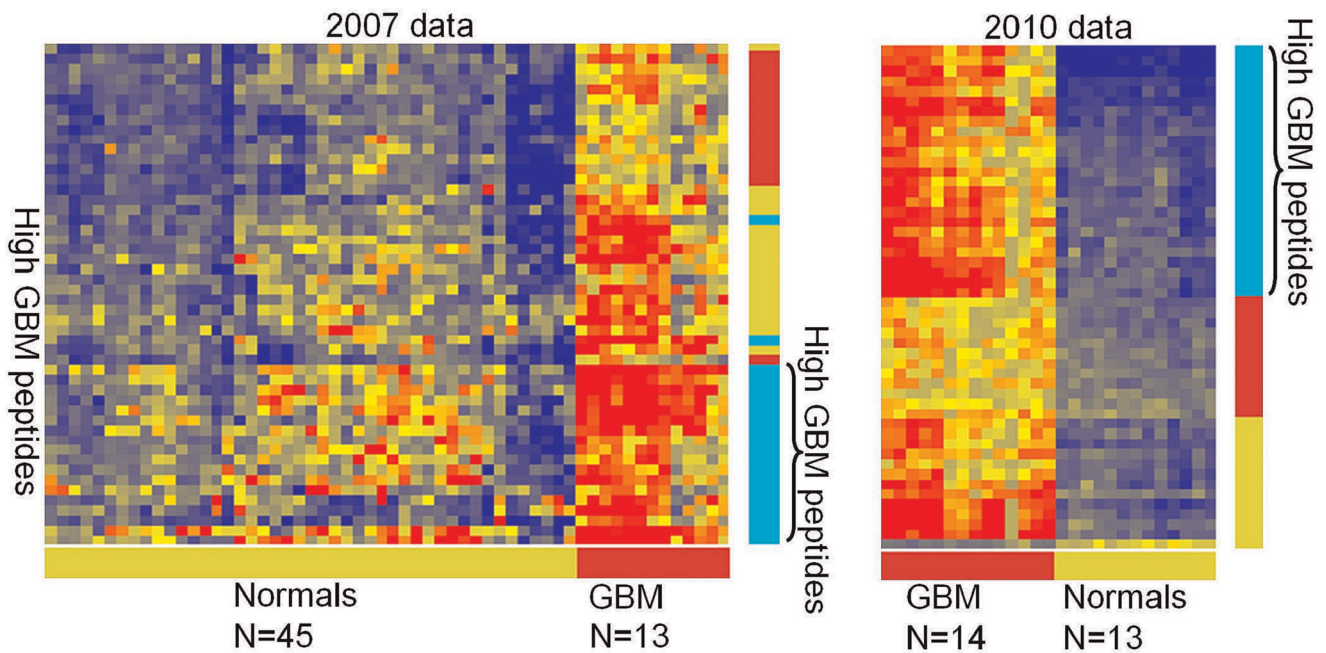 2007 data
High GBM peptides
High GBM peptides
Normals
N=45
GBM
N=13
2010 data
High GBM peptides
GBM
N=14
Normals
N=13